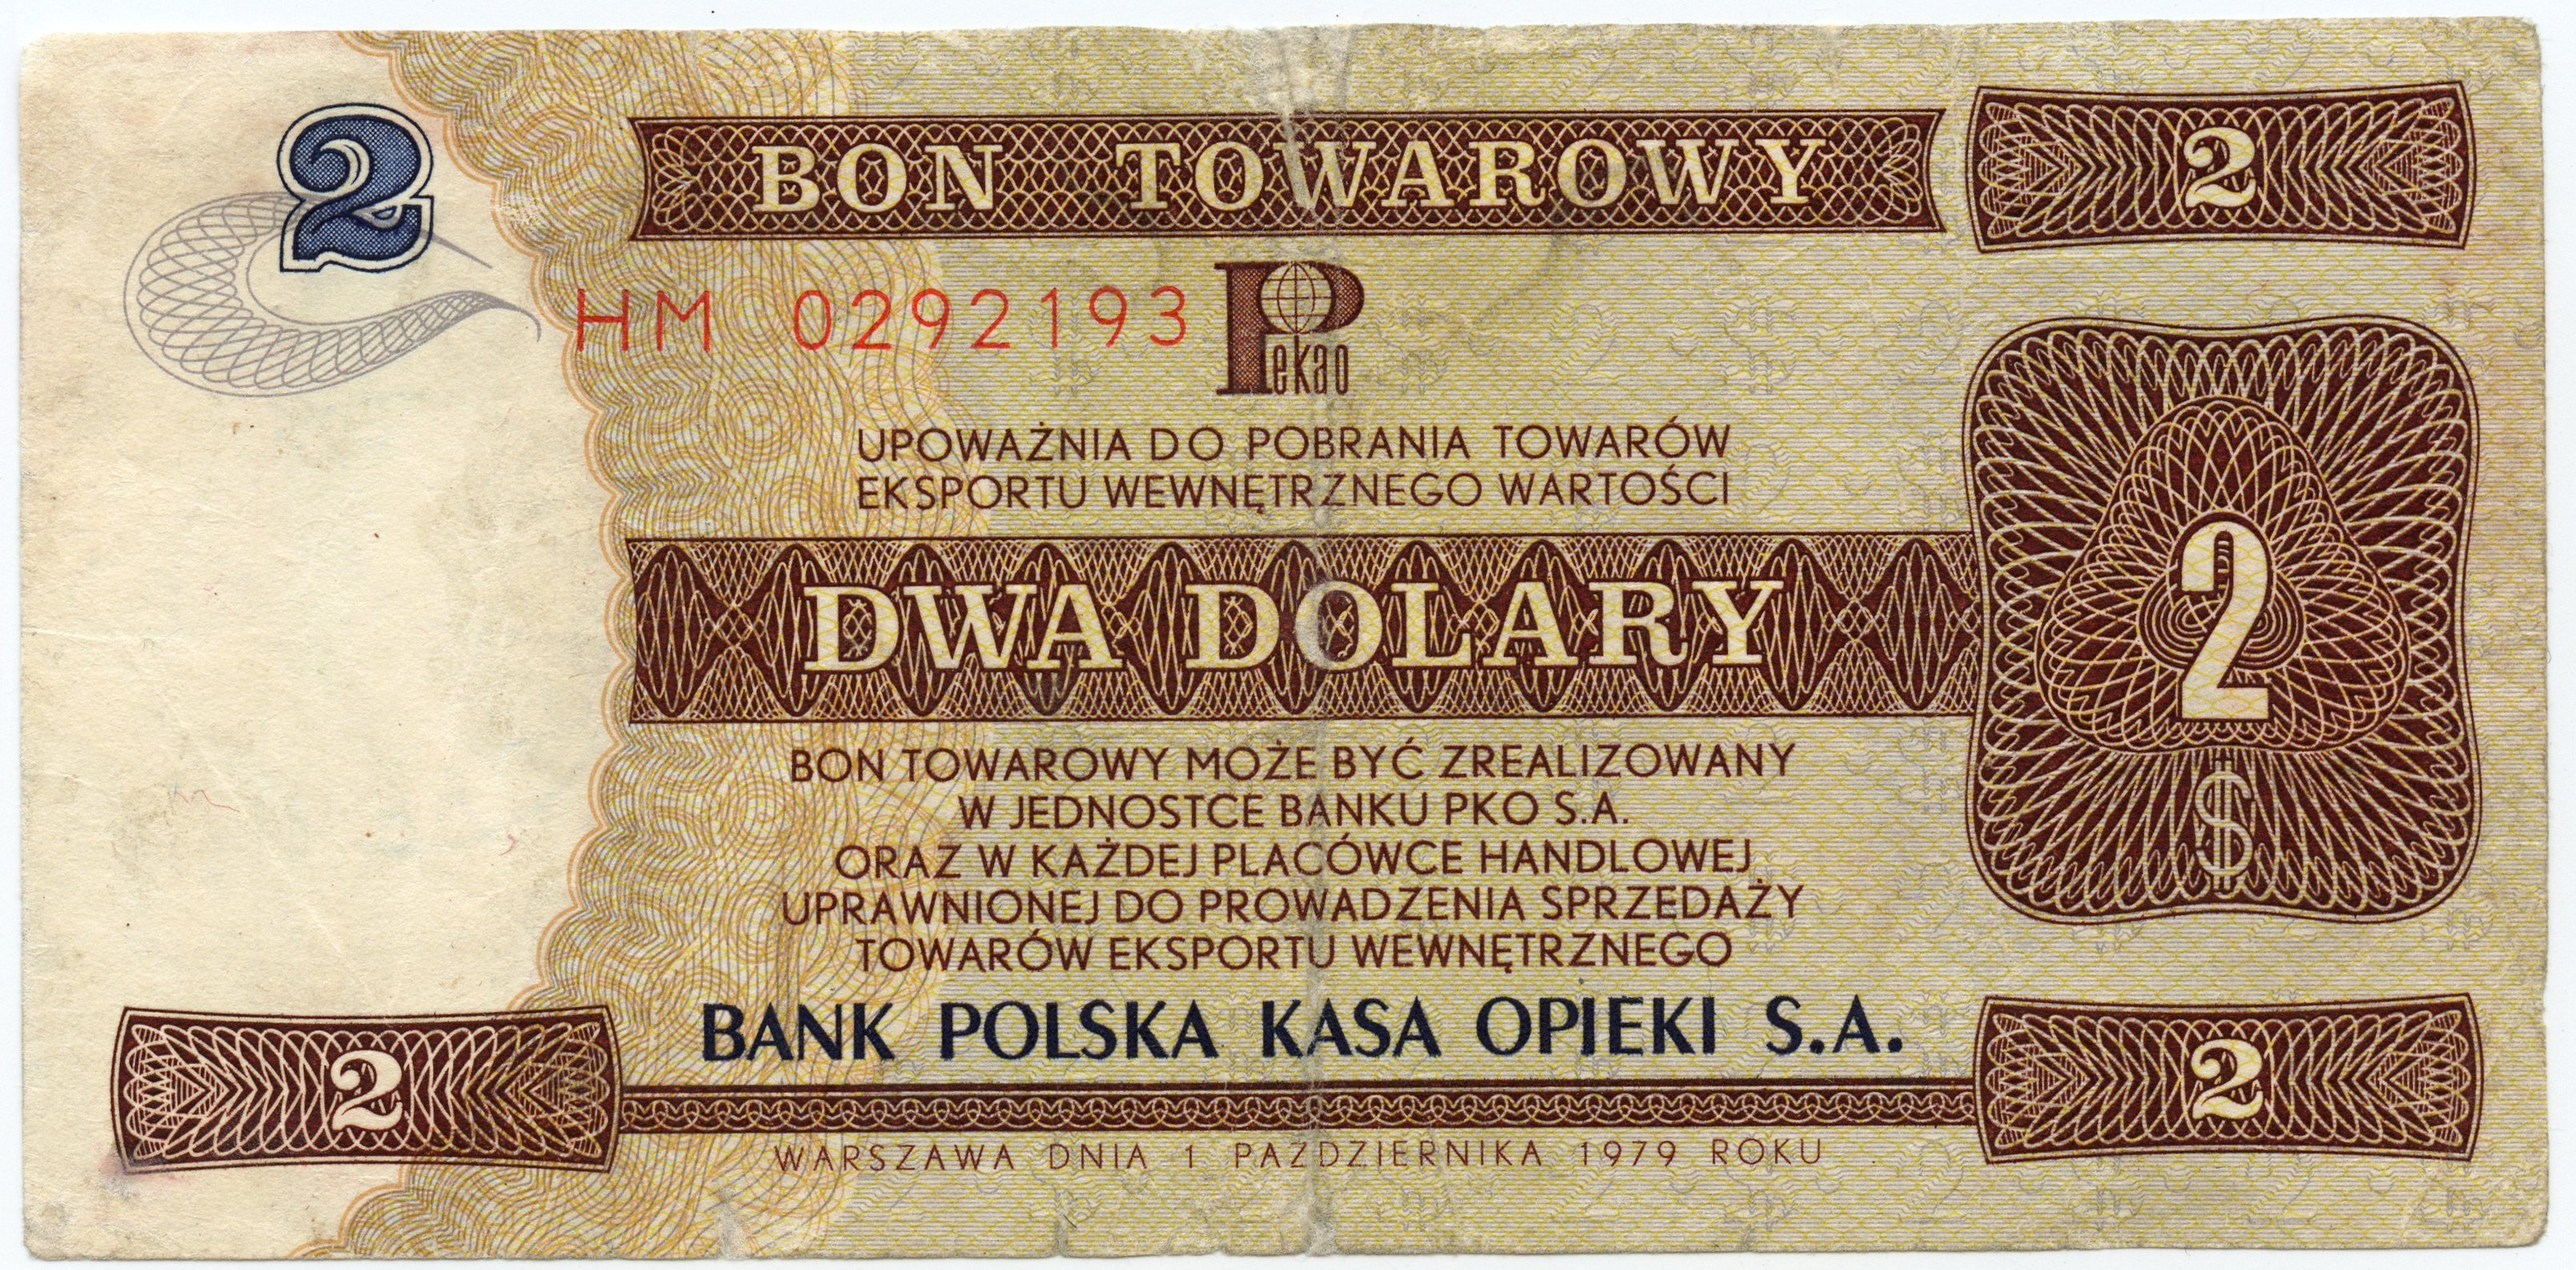 2
BON TOWAROWY
2
HM 0292193
Pekao
UPOWAŻNIA DO POBRANIA TOWARÓW
EKSPORTU WEWNĘTRZNEGO WARTOŚCI
DWA DOLARY
2
$
BON TOWAROWY MOŻE BYĆ ZREALIZOWANY
W JEDNOSTCE BANKU PKO S.A.
ORAZ W KAŻDEJ PLACÓWCE HANDLOWEJ
UPRAWNIONEJ DO PROWADZENIA SPRZEDAŻY
TOWARÓW EKSPORTU WEWNĘTRZNEGO
BANK POLSKA KASA OPIEKI S.A.
2
2
WARSZAWA DNIA 1 PAŹDZIERNIKA 1979 ROKU